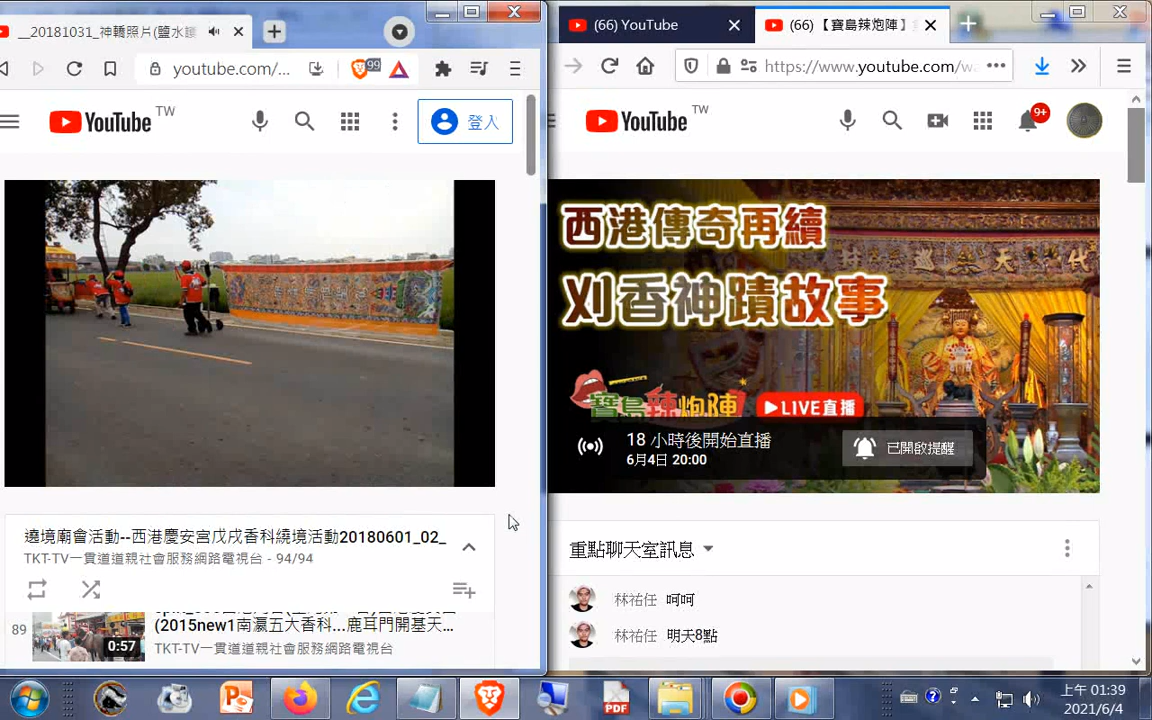 __20181031_神轎照片(鹽水護
youtube.com/...
99
YouTube TW
登入
遶境廟會活動--西港慶安宮戊戌香科繞境活動20180601_02_
TKT-TV一貫道道親社會服務網路電視台 - 94/94
89
0:57
(2015new1南瀛五大香科...鹿耳門開基天...
TKT-TV一貫道道親社會服務網路電視台
(66) YouTube
(66) 【寶島辣炮陣】
https://www.youtube.com/wa
YouTube TW
9+
西港傳奇再續
刈香神蹟故事
代天巡狩
寶島辣炮陣
LIVE直播
18 小時後開始直播
6月4日 20:00
已開啟提醒
重點聊天室訊息
林祐任 呵呵
林祐任 明天8點
PDF
上午 01:39
2021/6/4